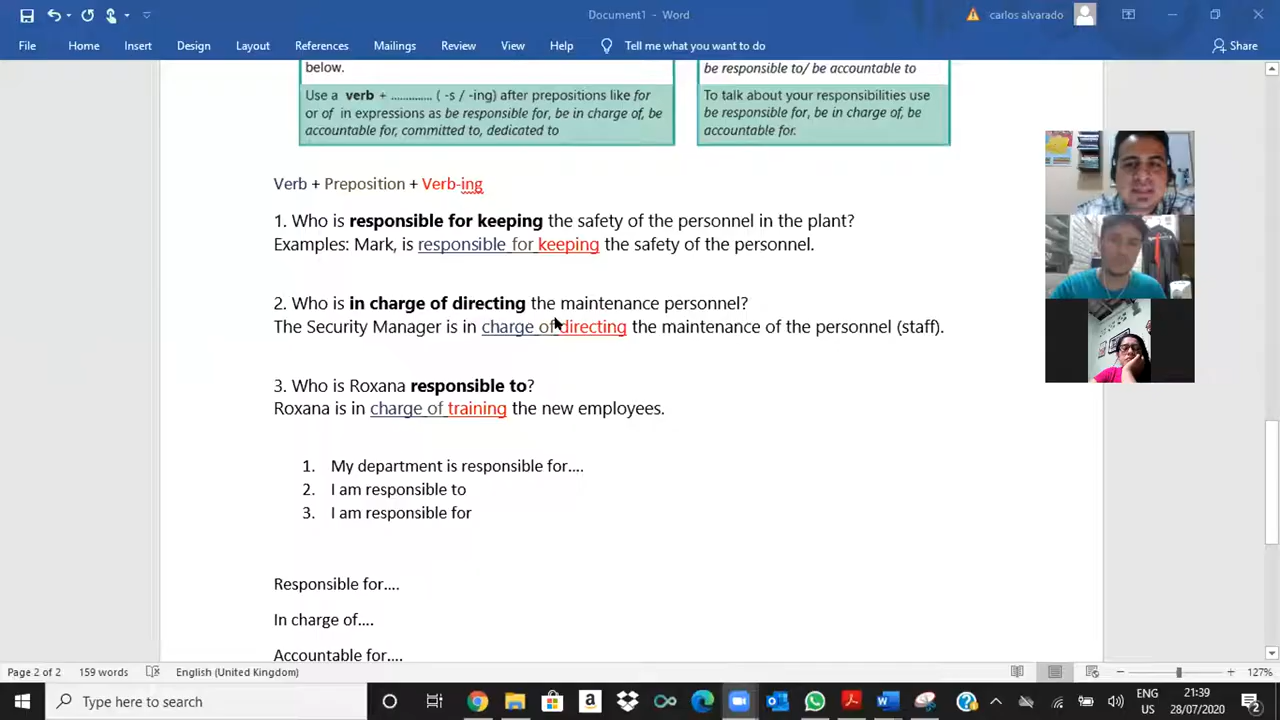 Document1 - Word
carlos alvarado
File Home Insert Design Layout References Mailings Review View Help Tell me what you want to do Share
below.
Use a verb + .............. ( -s / -ing) after prepositions like for
or of in expressions as be responsible for, be in charge of, be
accountable for, committed to, dedicated to
be responsible to/ be accountable to
To talk about your responsibilities use
be responsible for, be in charge of, be
accountable for.
Verb + Preposition + Verb-ing
1. Who is responsible for keeping the safety of the personnel in the plant?
Examples: Mark, is responsible for keeping the safety of the personnel.
2. Who is in charge of directing the maintenance personnel?
The Security Manager is in charge of directing the maintenance of the personnel (staff).
3. Who is Roxana responsible to?
Roxana is in charge of training the new employees.
1. My department is responsible for....
2. I am responsible to
3. I am responsible for
Responsible for....
In charge of....
Accountable for....
Page 2 of 2 159 words English (United Kingdom) 127%
Type here to search
ENG 21:39
US 28/07/2020 2